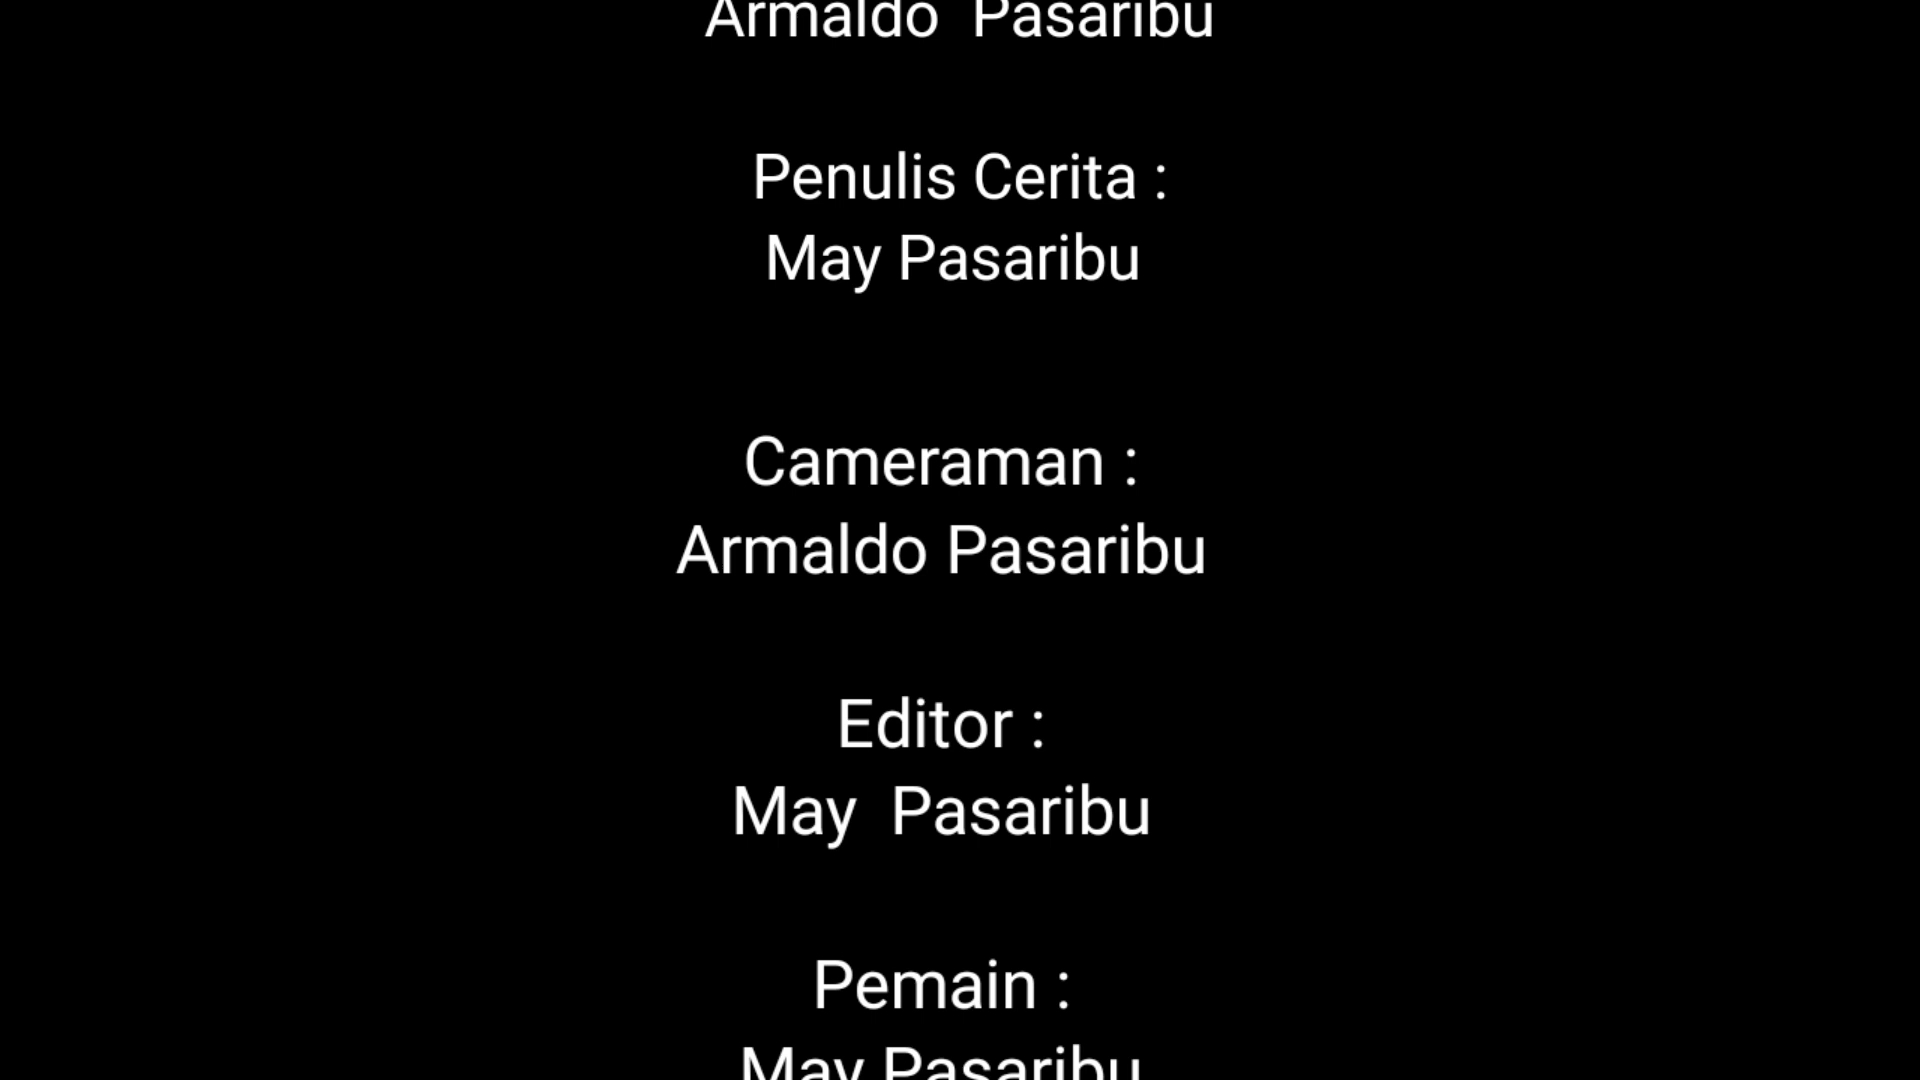 Armaldo  Pasaribu
Penulis Cerita :
May Pasaribu
Cameraman :
Armaldo Pasaribu
Editor :
May  Pasaribu
Pemain :
May Pasaribu